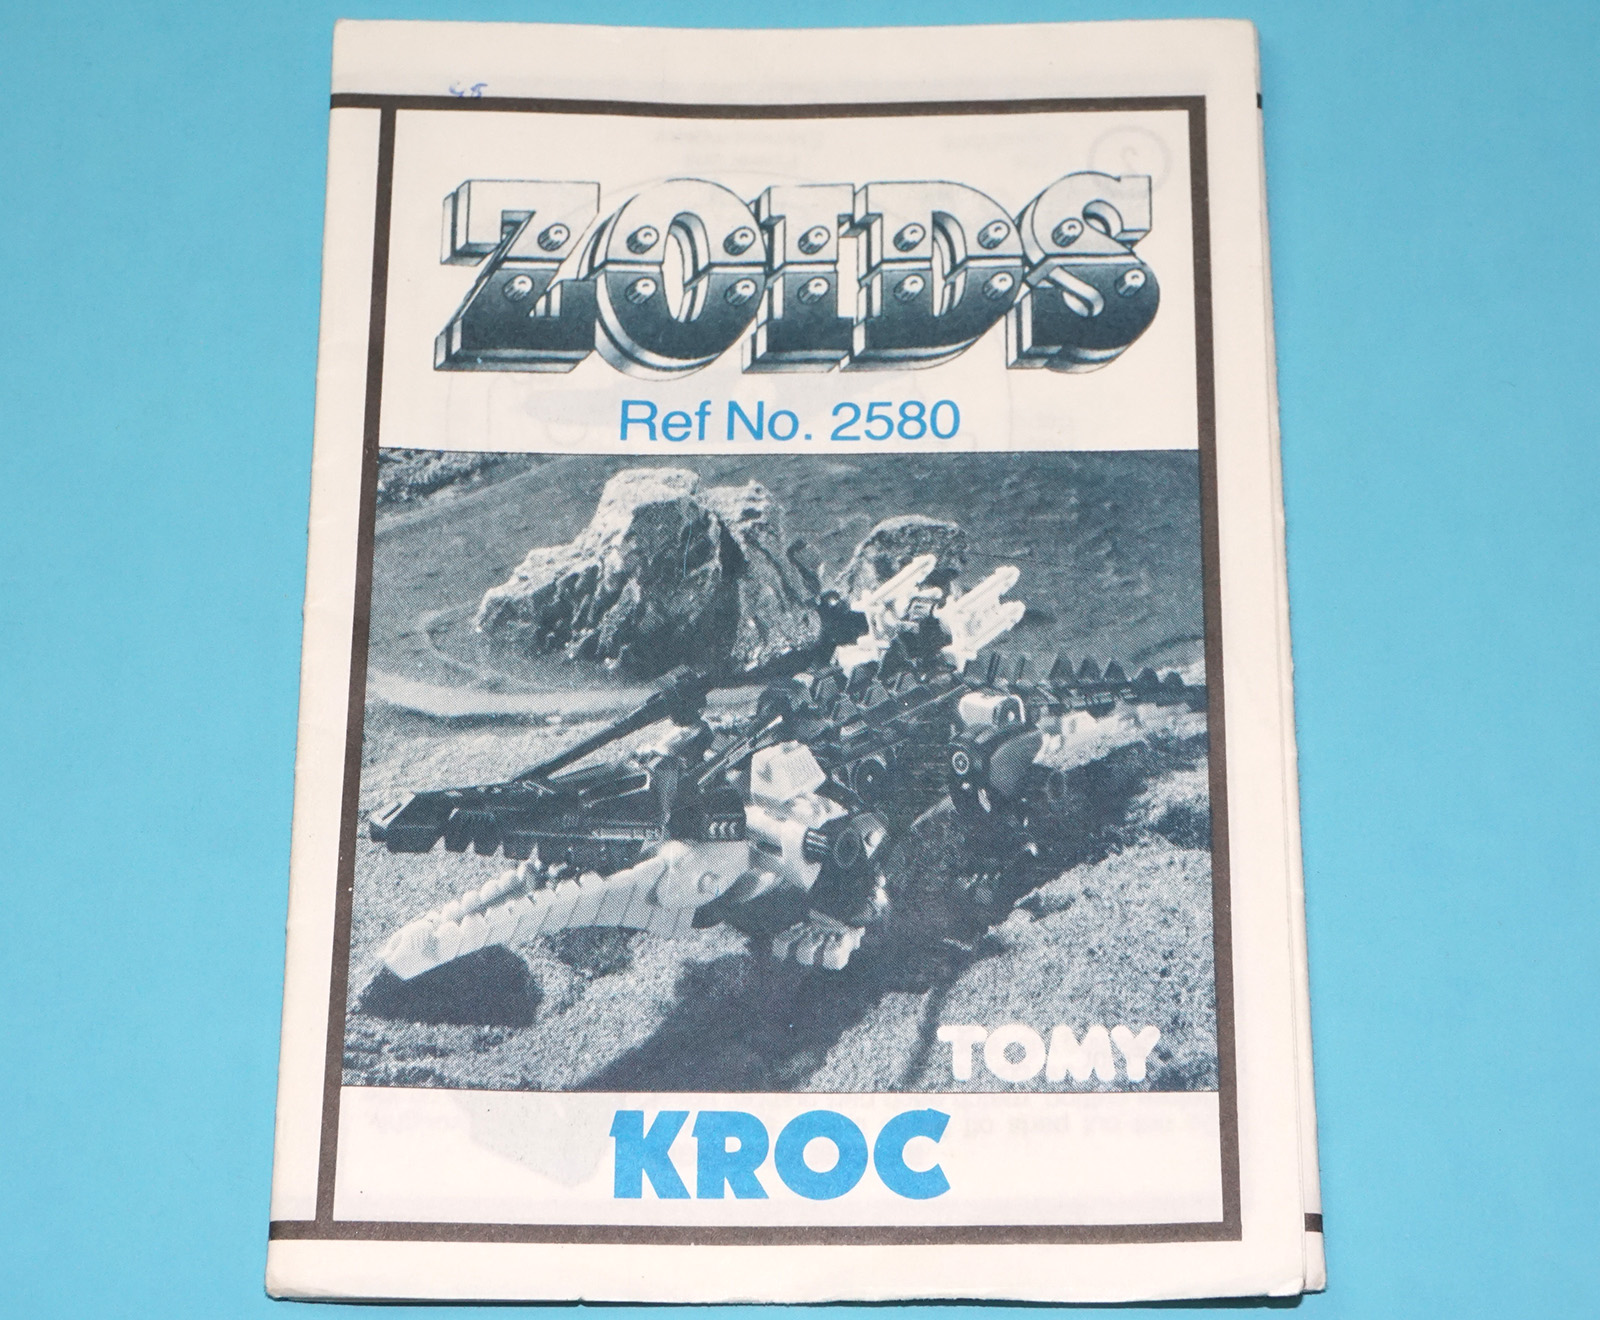 ZOIDS
Ref No. 2580
TOMY
KROC